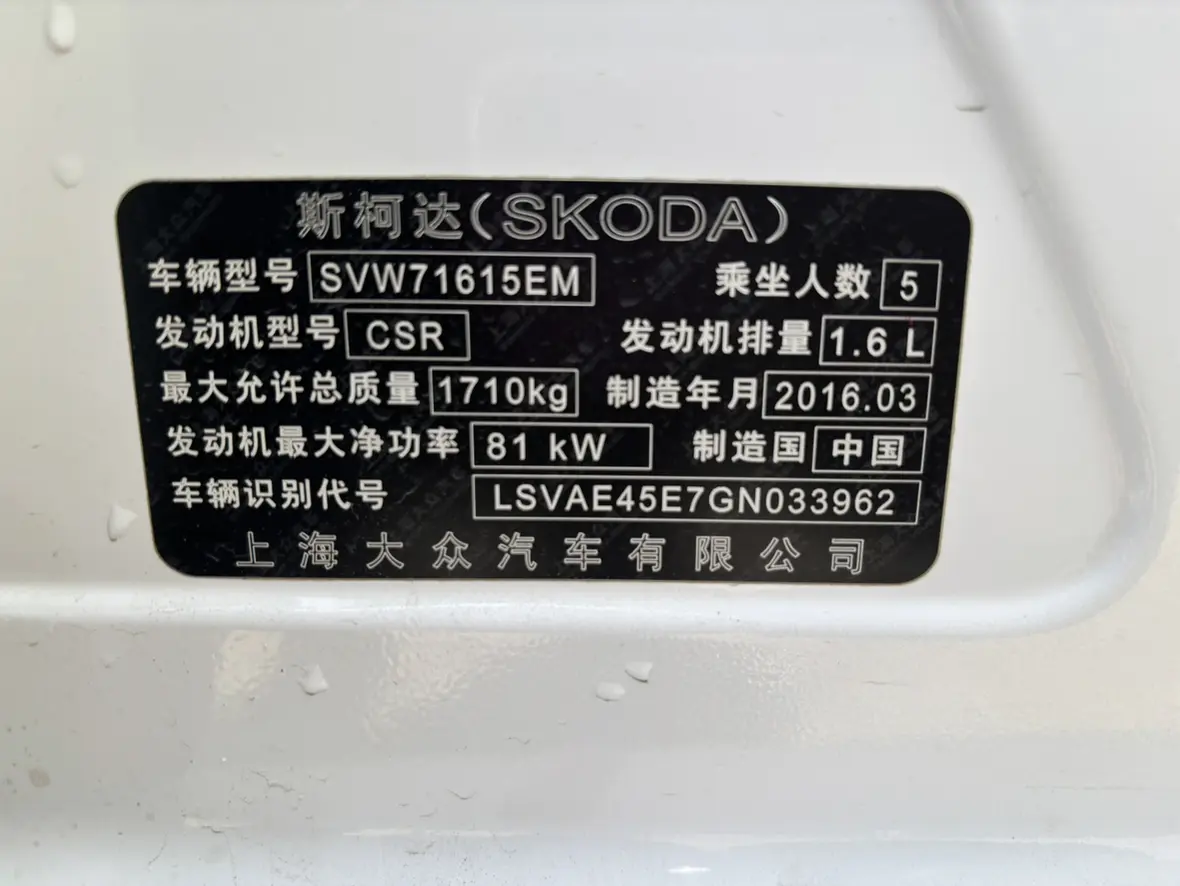 斯柯达(SKODA)
车辆型号 SVW71615EM 乘坐人数 5
发动机型号 CSR 发动机排量 1.6 L
最大允许总质量 1710kg 制造年月 2016.03
发动机最大净功率 81 kW 制造国 中国
车辆识别代号 LSVAE45E7GN033962
上海大众汽车有限公司